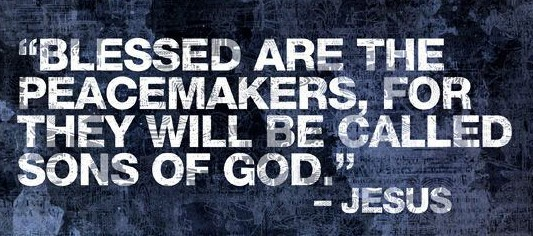 “BLESSED ARE THE
PEACEMAKERS, FOR
THEY WILL BE CALLED
SONS OF GOD.”
– JESUS